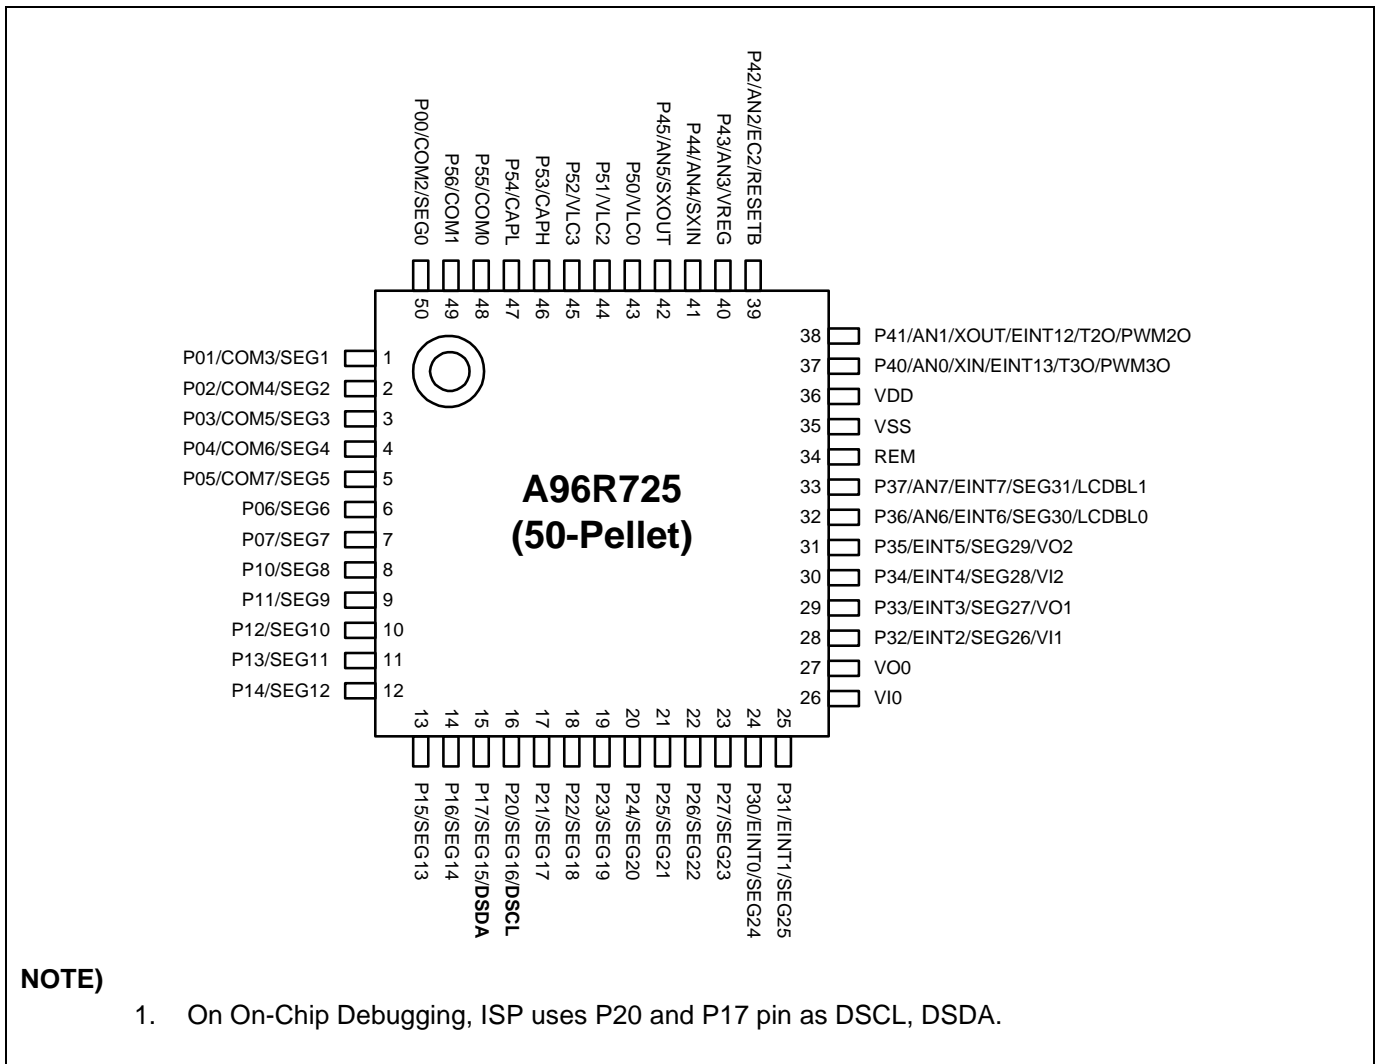 P00/COM2/SEG0
P56/COM1
P55/COM0
P54/CAPL
P53/CAPH
P52/VLC3
P51/VLC2
P50/VLC0
P45/AN5/SXOUT
P44/AN4/SXIN
P43/AN3/VREG
P42/AN2/EC2/RESETB
50
49
48
47
46
45
44
43
42
41
40
39
P01/COM3/SEG1 1
P02/COM4/SEG2 2
P03/COM5/SEG3 3
P04/COM6/SEG4 4
P05/COM7/SEG5 5
P06/SEG6 6
P07/SEG7 7
P10/SEG8 8
P11/SEG9 9
P12/SEG10 10
P13/SEG11 11
P14/SEG12 12
A96R725
(50-Pellet)
38 P41/AN1/XOUT/EINT12/T2O/PWM2O
37 P40/AN0/XIN/EINT13/T3O/PWM3O
36 VDD
35 VSS
34 REM
33 P37/AN7/EINT7/SEG31/LCDBL1
32 P36/AN6/EINT6/SEG30/LCDBL0
31 P35/EINT5/SEG29/VO2
30 P34/EINT4/SEG28/VI2
29 P33/EINT3/SEG27/VO1
28 P32/EINT2/SEG26/VI1
27 VO0
26 VI0
13
14
15
16
17
18
19
20
21
22
23
24
25
P15/SEG13
P16/SEG14
P17/SEG15/DSDA
P20/SEG16/DSCL
P21/SEG17
P22/SEG18
P23/SEG19
P24/SEG20
P25/SEG21
P26/SEG22
P27/SEG23
P30/EINT0/SEG24
P31/EINT1/SEG25
NOTE)
1. On On-Chip Debugging, ISP uses P20 and P17 pin as DSCL, DSDA.